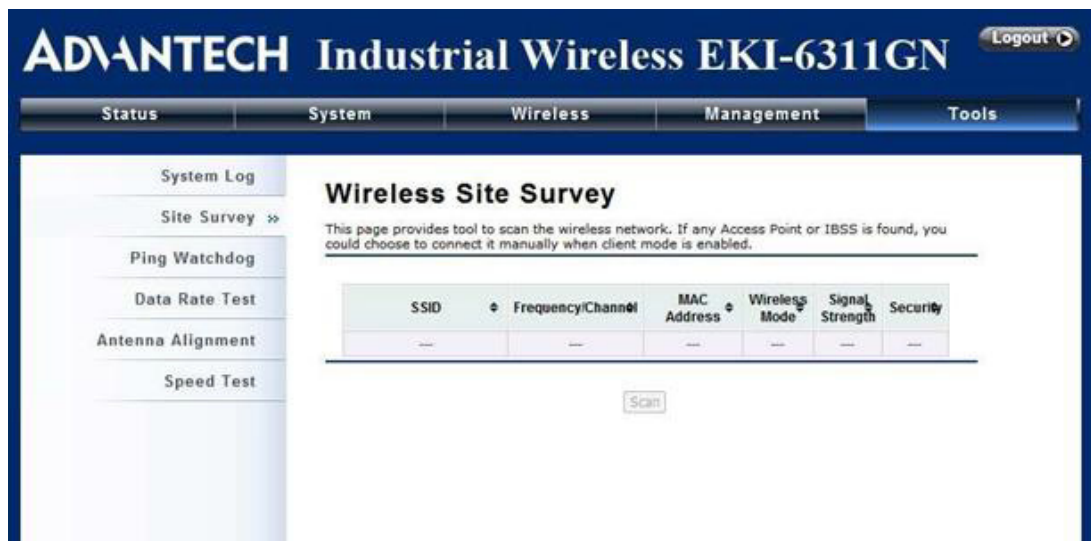 ADVANTECH Industrial Wireless EKI-6311GN
Logout
Status System Wireless Management Tools
System Log
Site Survey »
Ping Watchdog
Data Rate Test
Antenna Alignment
Speed Test
Wireless Site Survey
This page provides tool to scan the wireless network. If any Access Point or IBSS is found, you
could choose to connect it manually when client mode is enabled.
SSID Frequency/Channel MAC Address Wireless Mode Signal Strength Security
--- --- --- --- --- ---
Scan